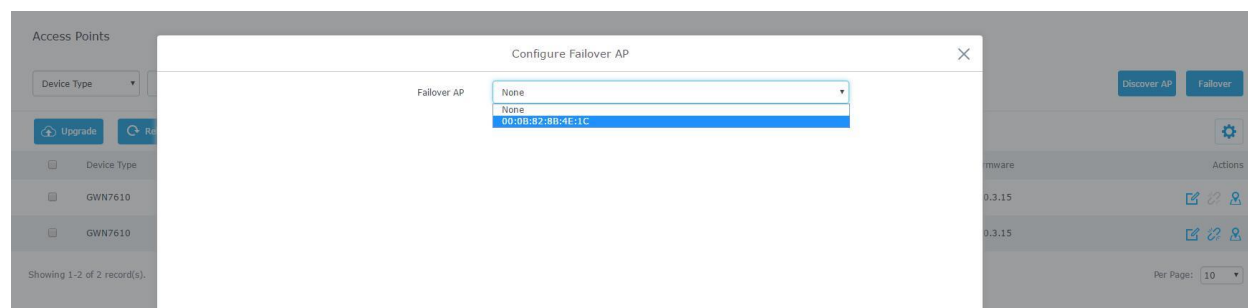 Access Points
Configure Failover AP
Device Type
Failover AP
None
Discover AP
Failover
None
00:0B:82:8B:4E:1C
Upgrade
Device Type
Actions
GWN7610
0.3.15
GWN7610
0.3.15
Showing 1-2 of 2 record(s).
Per Page:
10